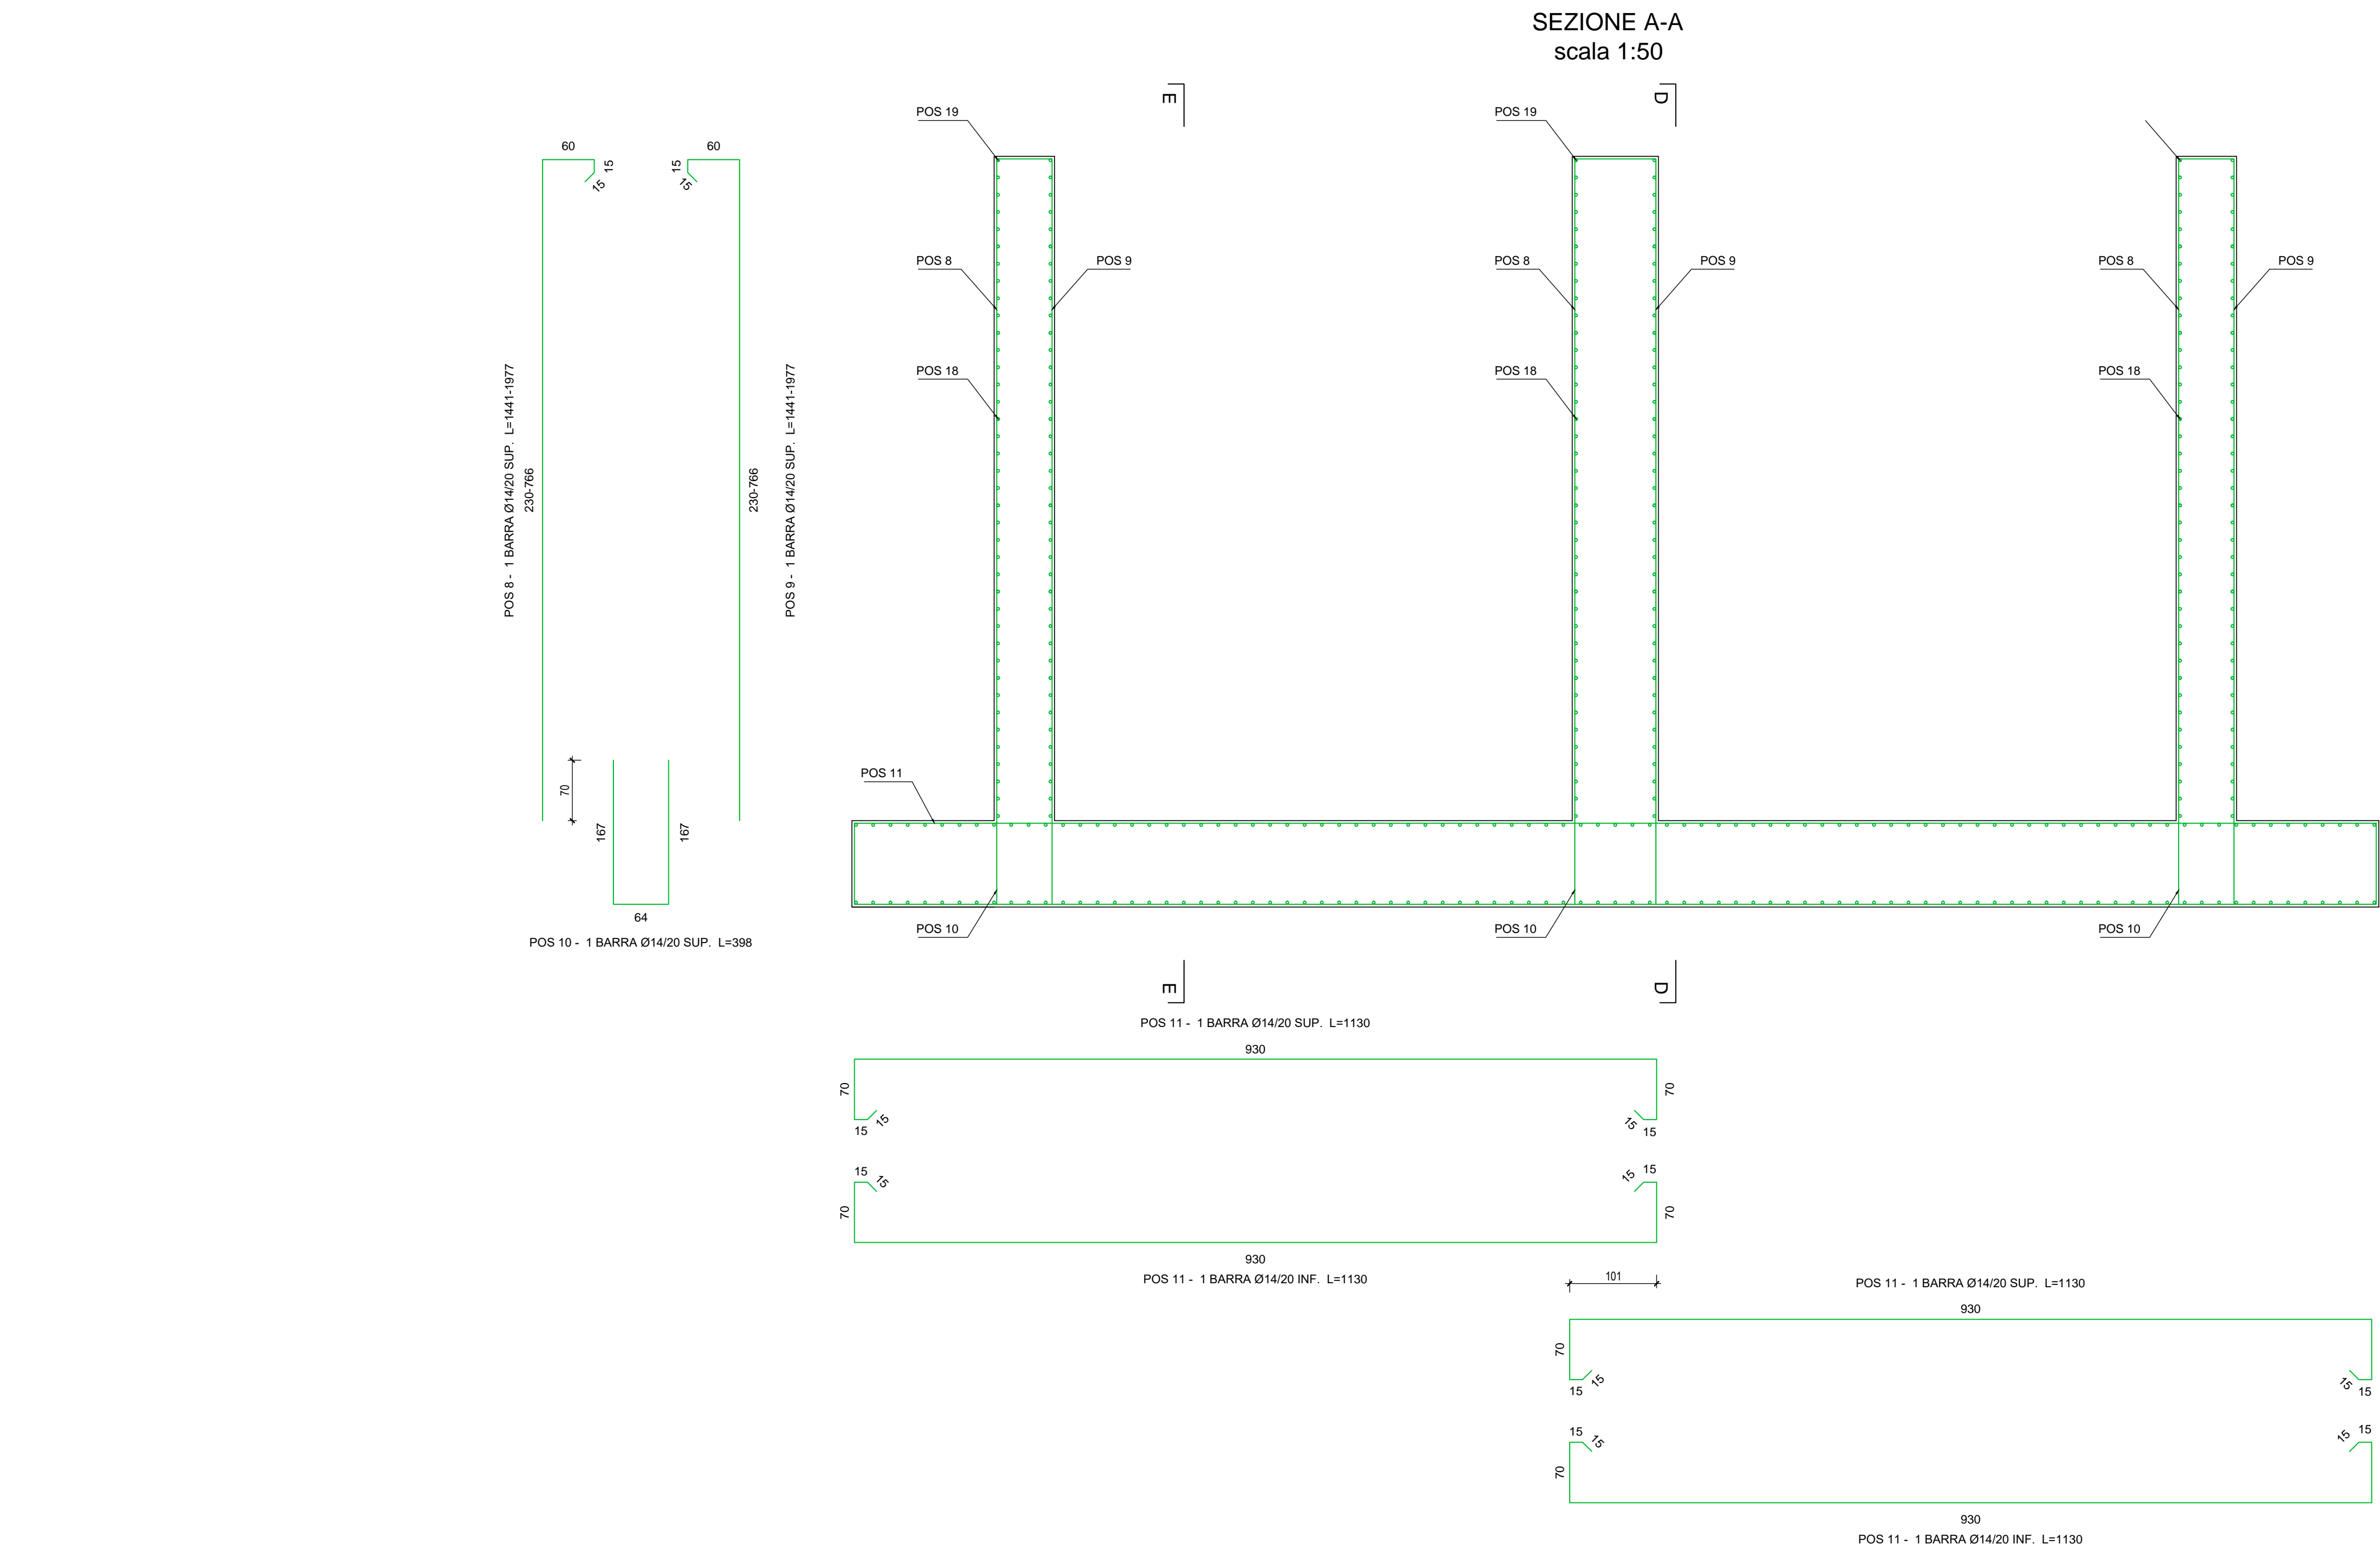 SEZIONE A-A
scala 1:50
E
D
POS 19
POS 19
60
60
15
15
15
15
POS 8
POS 9
POS 8
POS 9
POS 8
POS 9
POS 18
POS 18
POS 18
POS 8 - 1 BARRA Ø14/20 SUP. L=1441-1977
230-766
230-766
POS 9 - 1 BARRA Ø14/20 SUP. L=1441-1977
POS 11
70
167
167
64
POS 10 - 1 BARRA Ø14/20 SUP. L=398
POS 10
POS 10
POS 10
E
D
POS 11 - 1 BARRA Ø14/20 SUP. L=1130
930
70
70
15
15
15
15
15
15
15
15
70
70
930
POS 11 - 1 BARRA Ø14/20 INF. L=1130
101
POS 11 - 1 BARRA Ø14/20 SUP. L=1130
930
70
15
15
15
15
15
15
15
15
70
930
POS 11 - 1 BARRA Ø14/20 INF. L=1130